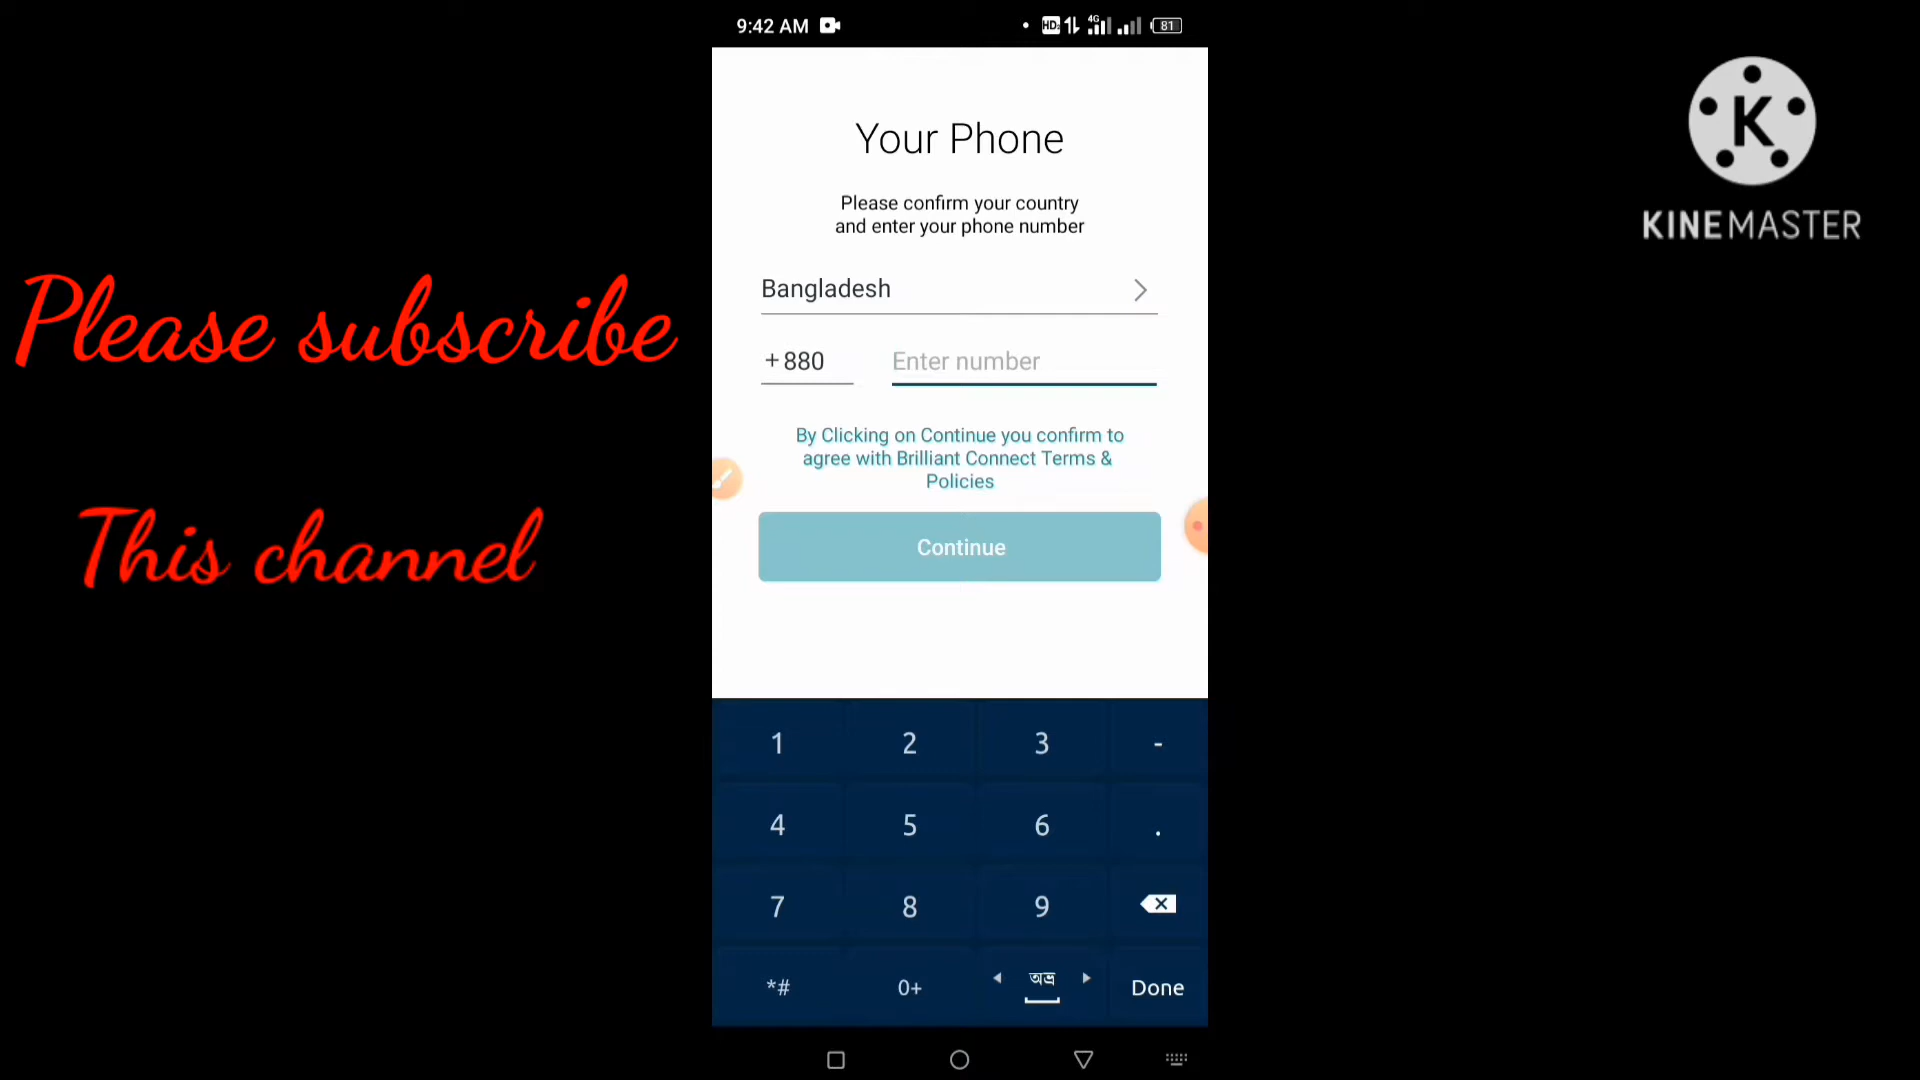 9:42 AM
HD 4G 81
Your Phone
Please confirm your country
and enter your phone number
Bangladesh
+880 Enter number
By Clicking on Continue you confirm to
agree with Brilliant Connect Terms &
Policies
Continue
Please subscribe
This channel
K
KINEMASTER
1 2 3 -
4 5 6 .
7 8 9
*# 0+ অভ্র Done